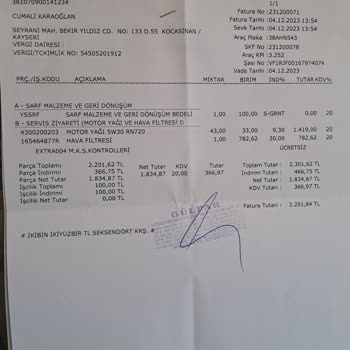 381070900141234
1/1
CUMALİ KARAOĞLAN
Fatura No : 231200071
Fatura Tarihi : 04.12.2023 13:54
Sevk Tarihi : 04.12.2023 13:54
SEYRANİ MAH. BEKİR YILDIZ CD. NO: 133 D.55 KOÇASİNAN /
KAYSERİ
Araç Plaka : 38AHN543
VERGİ DAİRESİ :
SKF No : 231200078
VERGİ/TCKİMLİK NO: 54505201912
Araç KM : 3.252
Şasi No : VF1RJF00167974074
Vade Tarihi : 04.12.2023
PRÇ./İŞ.KODU AÇIKLAMA MİKTAR BİRİM İND% TUTAR KDV%
A - SARF MALZEME VE GERİ DÖNÜŞÜM
YSSRF SARF MALZEME VE GERİ DÖNÜŞÜM BEDELİ 1,00 100,00 S-GRNT 0.00 20
B - SERVİS ZİYARETİ (MOTOR YAĞI VE HAVA FİLTRESİ D
4300200203 MOTOR YAĞI 5W30 RN720 43,00 33,00 9,30 1.419,00 20
165464877R HAVA FİLTRESİ 1,00 782,62 30,00 782,62 20
EXTRA004 M.K.S.KONTROLLERİ ÜCRETSİZ
Parça Toplamı 2.201,62 TL Net Tutar KDV Tutar Toplam Tutarı : 2.301,62 TL
Parça İndirimi 366,75 TL 1.834,87 20,00 366,97 İndirim Tutarı : 466,75 TL
Parça Net Tutar 1.834,87 TL Net Tutarı : 1.834,87 TL
İşçilik Toplamı 100,00 TL KDV Tutarı : 366,97 TL
İşçilik İndirimi 100,00 TL
İşçilik Net Tutar 0,00 TL Fatura Tutarı : 2.201,84 TL
GÜLPAR
# İKİBİN İKİYÜZBİR TL SEKSENDÖRT KRŞ. #